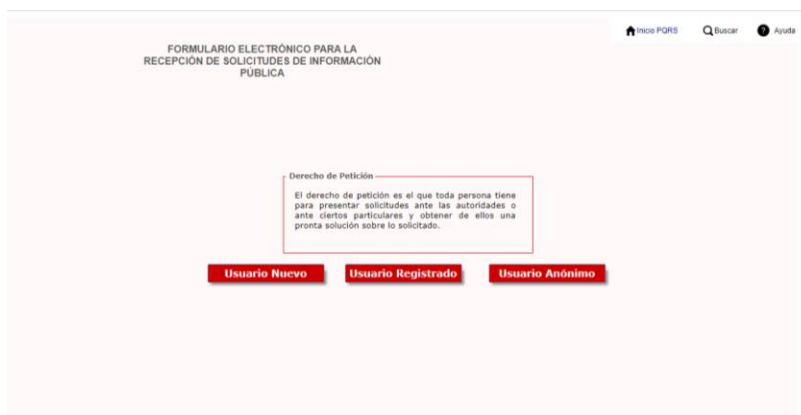 Inicio PQRS
Buscar
Ayuda
FORMULARIO ELECTRÓNICO PARA LA
RECEPCIÓN DE SOLICITUDES DE INFORMACIÓN
PÚBLICA
Derecho de Petición
El derecho de petición es el que toda persona tiene
para presentar solicitudes ante las autoridades o
ante ciertos particulares y obtener de ellos una
pronta solución sobre lo solicitado.
Usuario Nuevo
Usuario Registrado
Usuario Anónimo